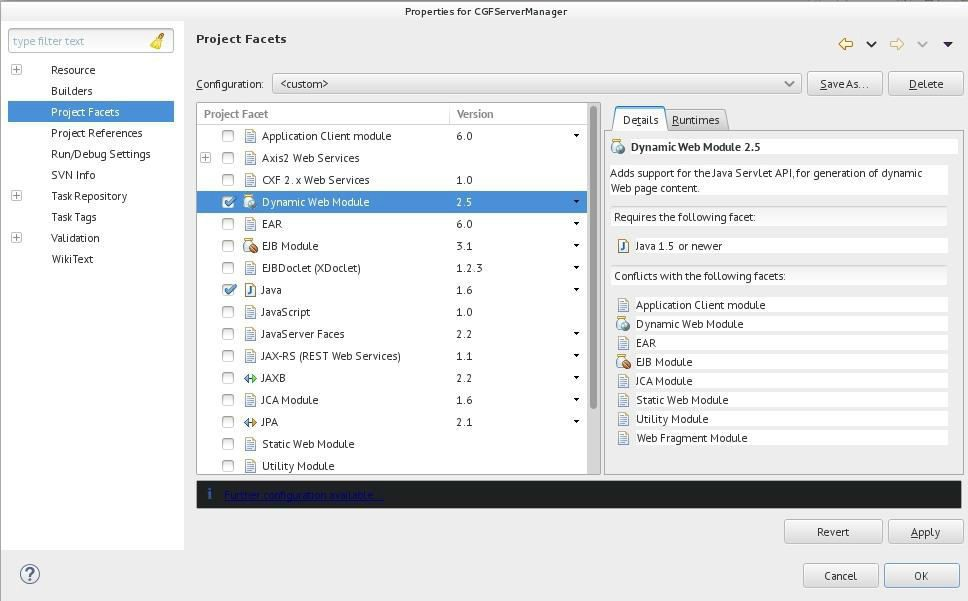 Properties for CGFServerManager
type filter text
Resource
Builders
Project Facets
Project References
Run/Debug Settings
SVN Info
Task Repository
Task Tags
Validation
WikiText
Project Facets
Configuration: <custom> Save As... Delete
Project Facet Version
Application Client module 6.0
Axis2 Web Services
CXF 2.x Web Services 1.0
Dynamic Web Module 2.5
EAR 6.0
EJB Module 3.1
EJBDoclet (XDoclet) 1.2.3
Java 1.6
JavaScript 1.0
JavaServer Faces 2.2
JAX-RS (REST Web Services) 1.1
JAXB 2.2
JCA Module 1.6
JPA 2.1
Static Web Module
Utility Module
Details Runtimes
Dynamic Web Module 2.5
Adds support for the Java Servlet API, for generation of dynamic
Web page content.
Requires the following facet:
Java 1.5 or newer
Conflicts with the following facets:
Application Client module
Dynamic Web Module
EAR
EJB Module
JCA Module
Static Web Module
Utility Module
Web Fragment Module
Further configuration available...
Revert Apply
Cancel OK